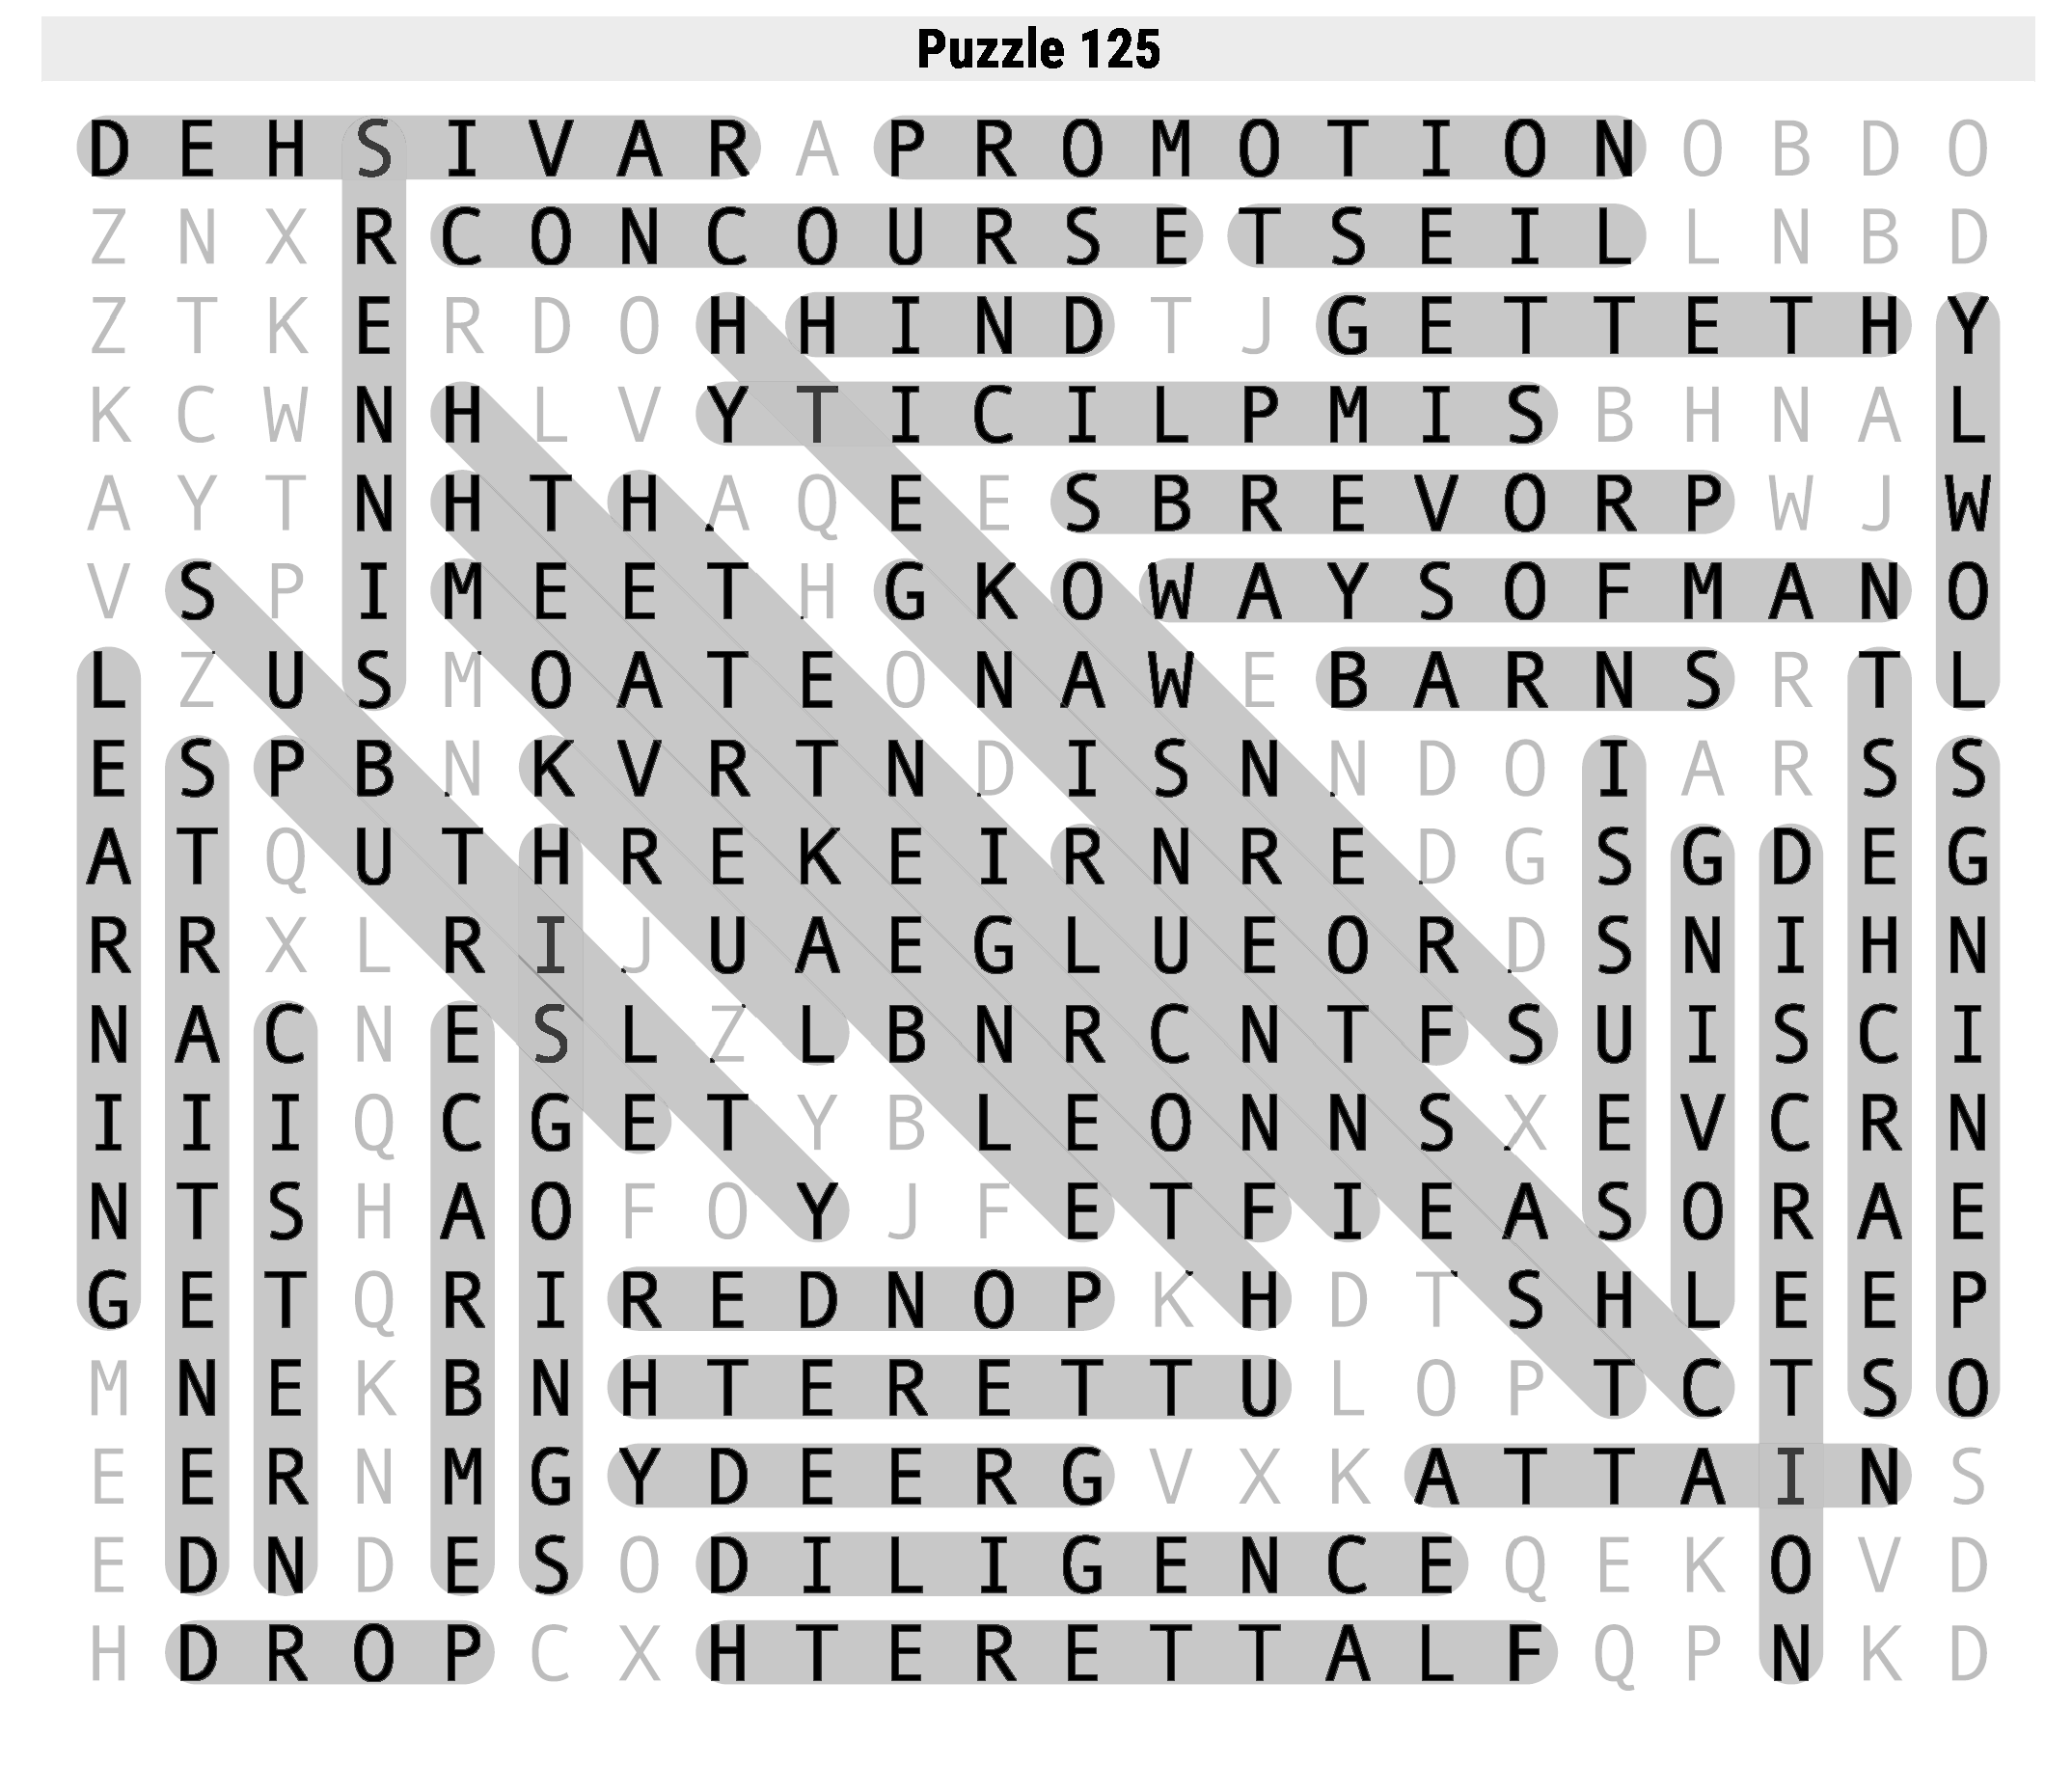 Puzzle 125
D E H S I V A R A P R O M O T I O N O B D O
Z N X R C O N C O U R S E T S E I L L N B D
Z T K E R D O H H I N D T J G E T T E T H Y
K C W N H L V Y T I C I L P M I S B H N A L
A Y T N H T H A Q E E S B R E V O R P W J W
V S P I M E E T H G K O W A Y S O F M A N O
L Z U S M O A T E O N A W E B A R N S R T L
E S P B N K V R T N D I S N N D O I A R S S
A T Q U T H R E K E I R N R E D G S G D E G
R R X L R I J U A E G L U E O R D S N I H N
N A C N E S L Z L B N R C N T F S U I S C I
I I I Q C G E T Y B L E O N N S X E V C R N
N T S H A O F O Y J F E T F I E A S O R A E
G E T Q R I R E D N O P K H D T S H L E E P
M N E K B N H T E R E T T U L O P T C T S O
E E R N M G Y D E E R G V X K A T T A I N S
E D N D E S O D I L I G E N C E Q E K O V D
H D R O P C X H T E R E T T A L F Q P N K D